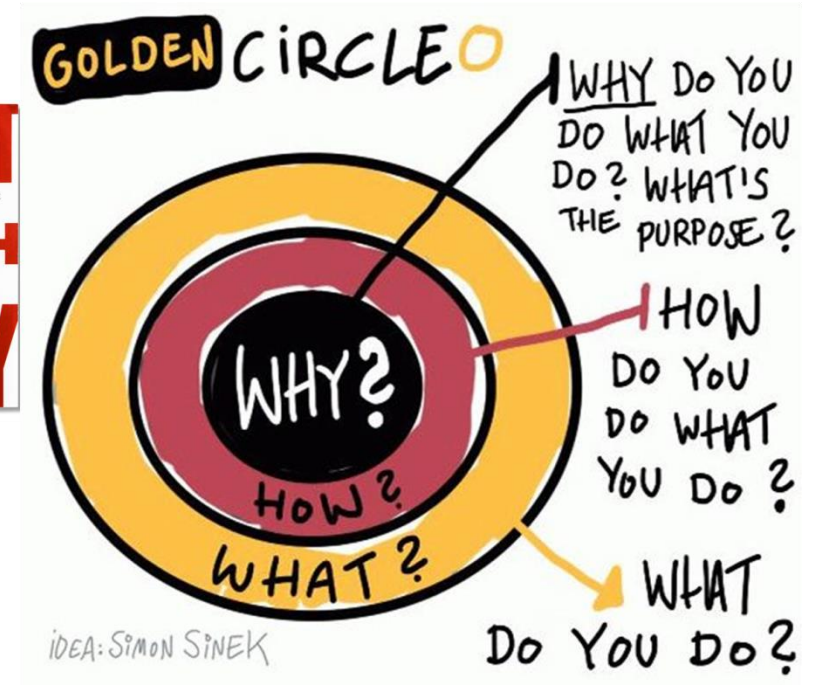 GOLDEN CiRCLE
WHY DO YOU
DO WHAT YOU
DO? WHAT'S
THE PURPOSE?
HOW
DO YOU
DO WHAT
YOU DO?
WHY?
HOW?
WHAT?
WHAT
DO YOU DO?
iDEA: SiMON SiNEK